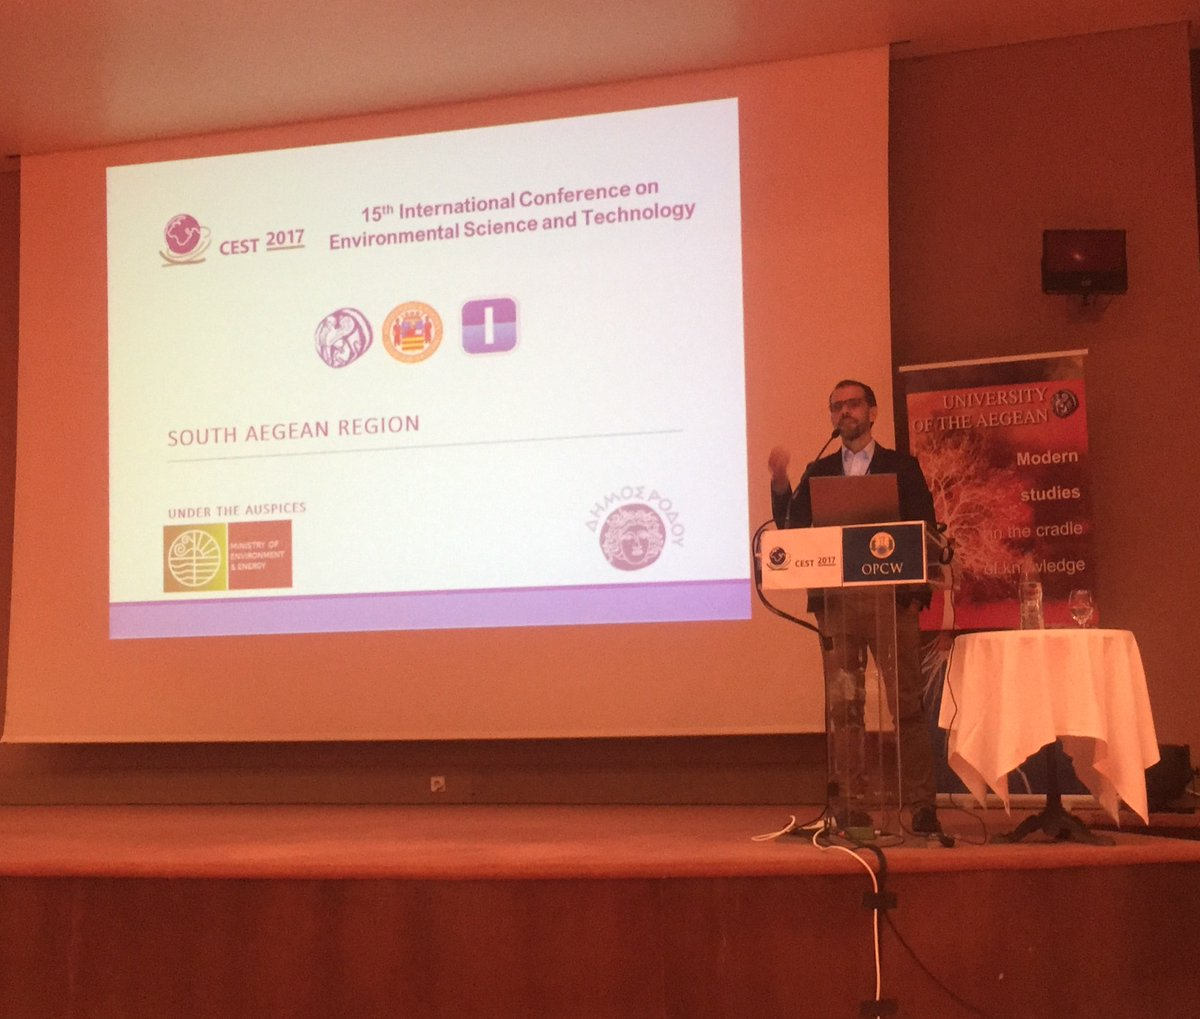 15th International Conference on
Environmental Science and Technology
CEST 2017
I
SOUTH AEGEAN REGION
UNDER THE AUSPICES
MINISTRY OF
ENVIRONMENT
& ENERGY
ΔΗΜΟΣ ΡΟΔΟΥ
UNIVERSITY
OF THE AEGEAN
Modern
studies
in the cradle
of knowledge
CEST 2017
OPCW